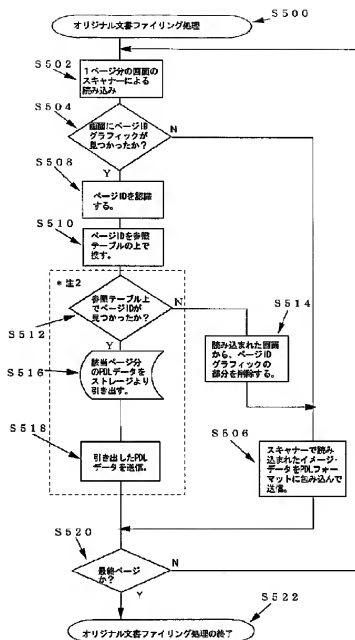 オリジナル文書ファイリング処理
S500
S502
1ページ分の画面の
スキャナーによる
読み込み
S504
画面にページID
グラフィックが
見つかったか?
N
Y
S508
ページIDを認識
する。
S510
ページIDを参照
テーブルの上で
捜す。
*注2
参照テーブル上
でページIDが
見つかったか?
N
S512
Y
S514
読み込まれた画面
から、ページID
グラフィックの
部分を削除する。
S516
該当ページ分
のPDLデータを
ストレージより
引き出す。
S518
引き出したPDL
データを送信。
S506
スキャナーで読み
込まれたイメージ・
データをPDLフォー
マットに包み込んで
送信。
S520
最終ページ
か?
N
Y
S522
オリジナル文書ファイリング処理の終了